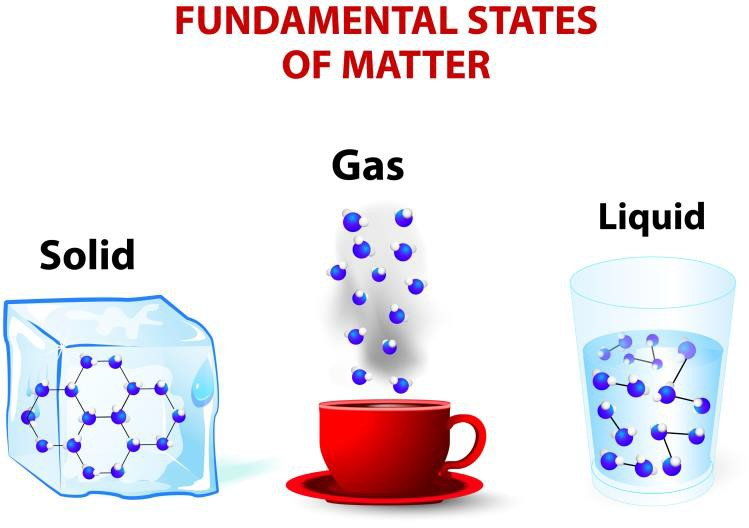 FUNDAMENTAL STATES
OF MATTER
Gas
Liquid
Solid